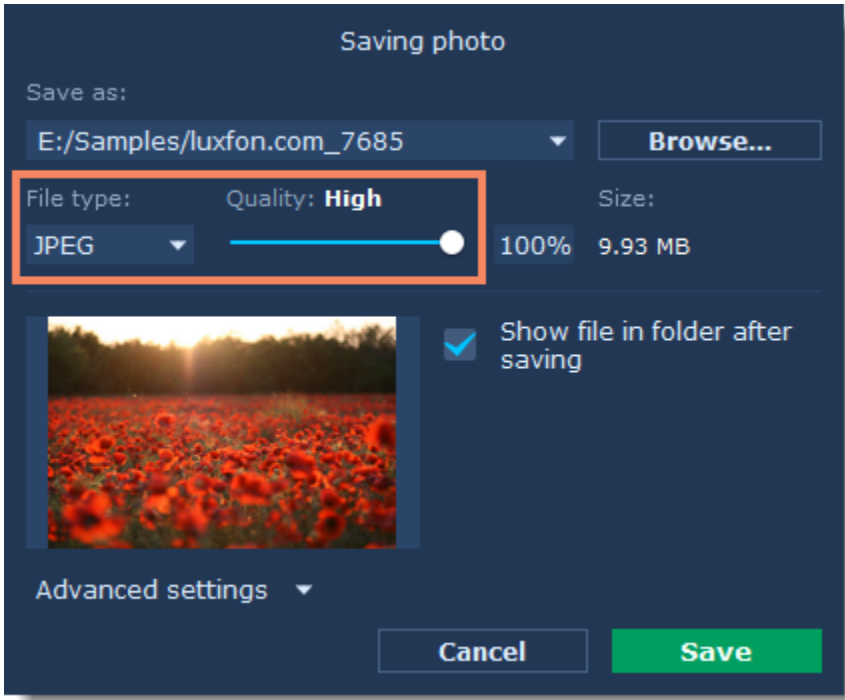 Saving photo
Save as:
E:/Samples/luxfon.com_7685
Browse...
File type: Quality: High Size:
JPEG 100% 9.93 MB
Show file in folder after
saving
Advanced settings
Cancel Save